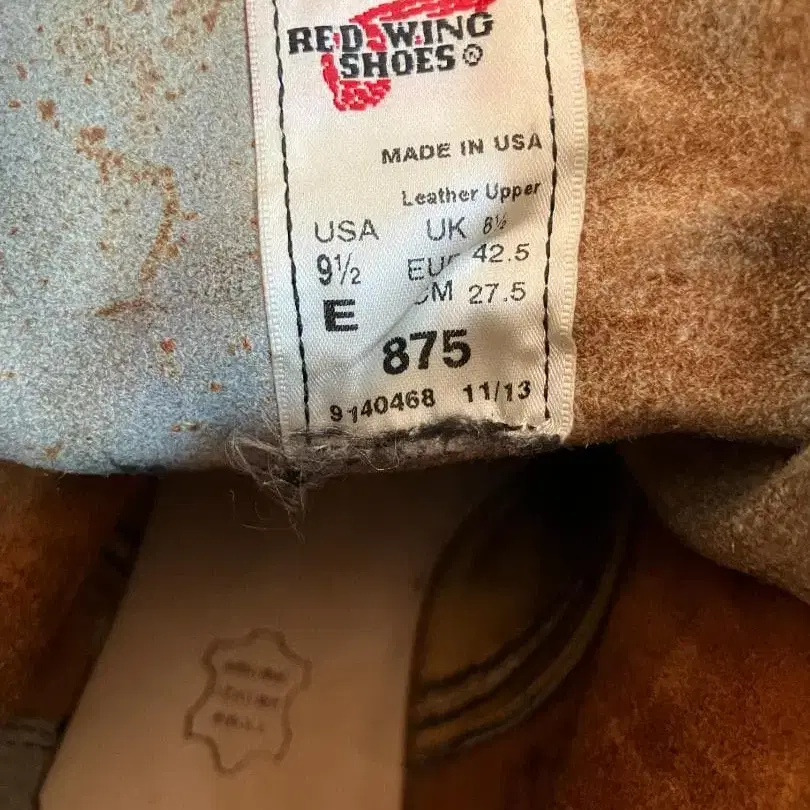 RED WING
SHOES ®
MADE IN USA
Leather Upper
USA UK 8½
9½ EUR 42.5
E CM 27.5
875
9140468 11/13